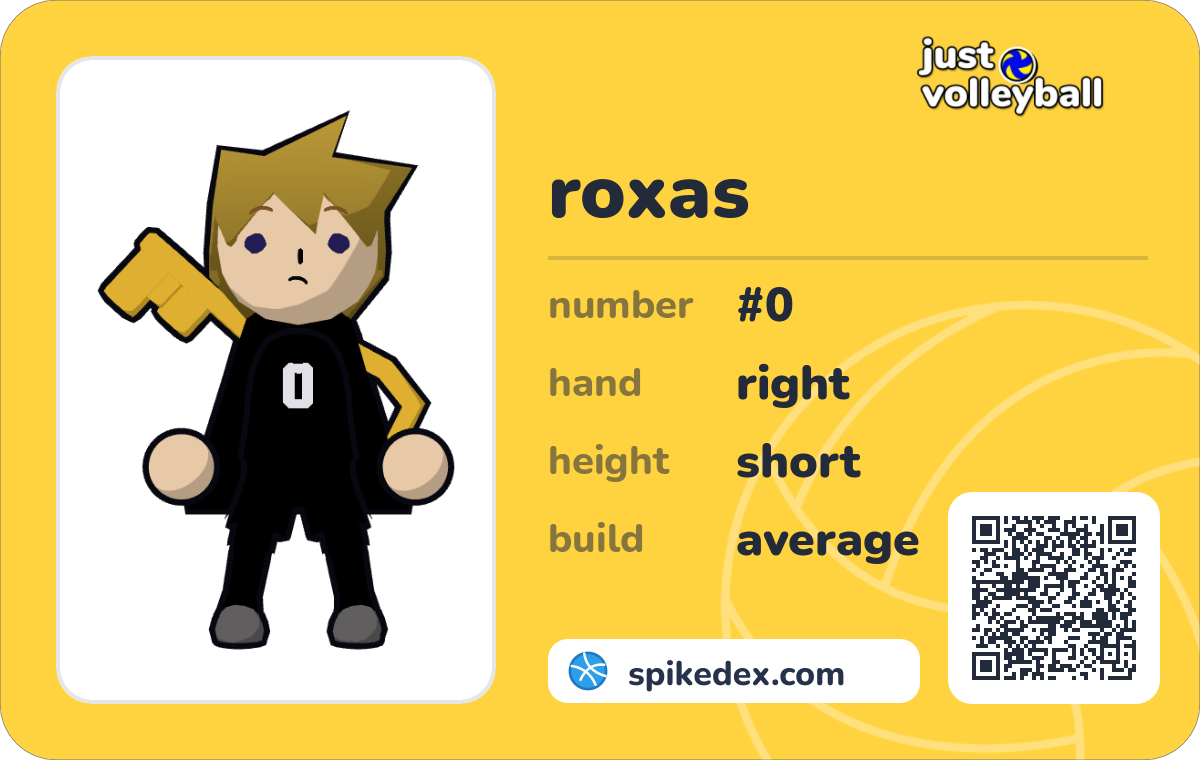 just
volleyball
roxas
number #0
hand right
height short
build average
0
spikedex.com